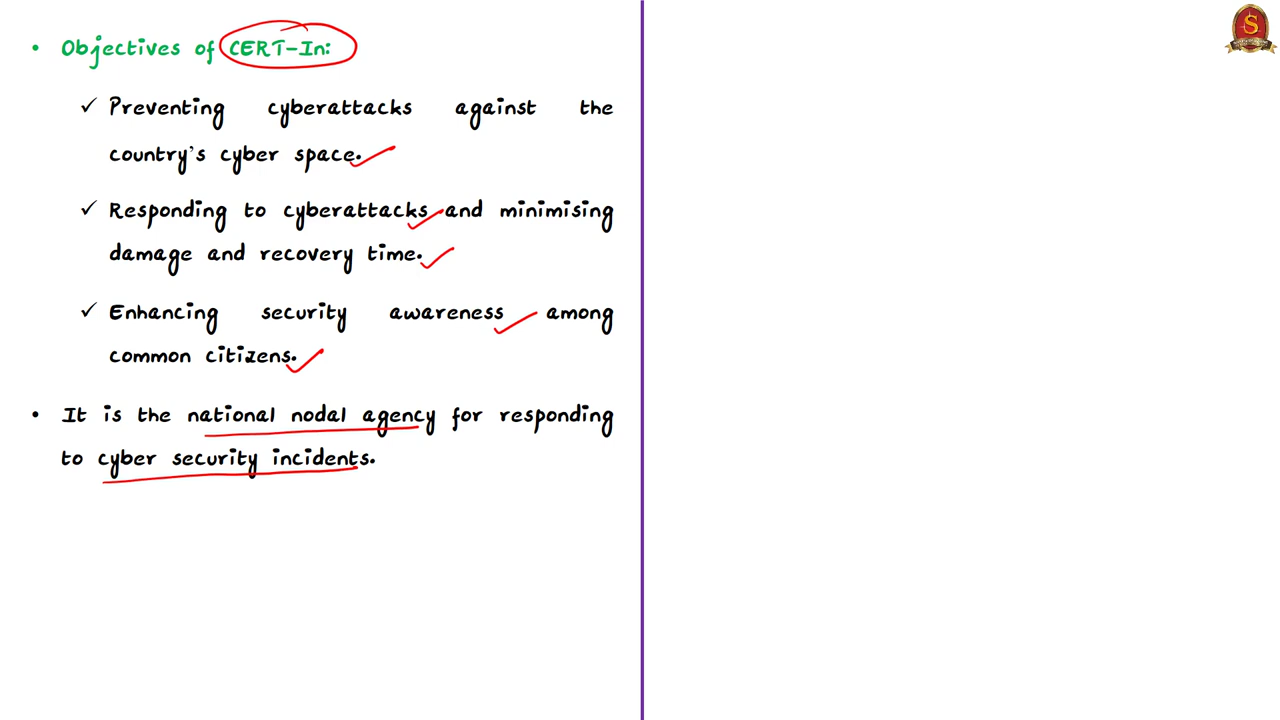 • Objectives of CERT-In:
✓ Preventing cyberattacks against the
country's cyber space.
✓ Responding to cyberattacks and minimising
damage and recovery time.
✓ Enhancing security awareness among
common citizens.
• It is the national nodal agency for responding
to cyber security incidents.
S